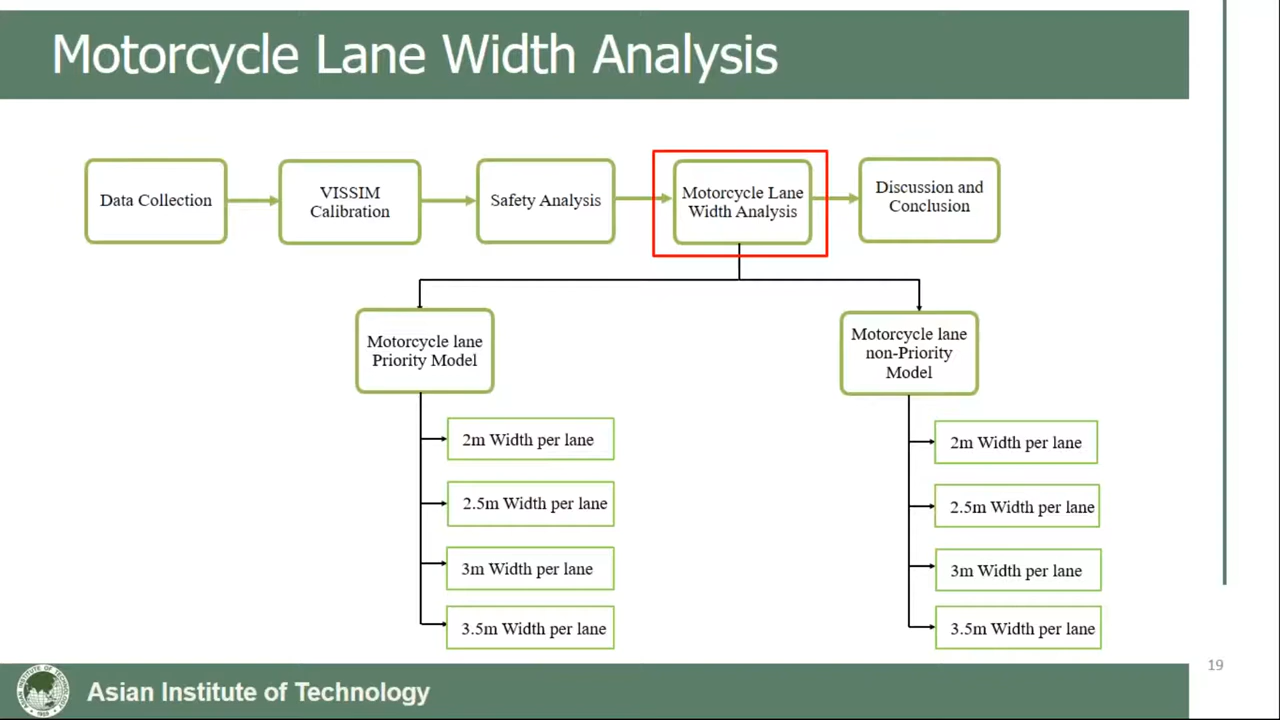 Motorcycle Lane Width Analysis
Data Collection
VISSIM
Calibration
Safety Analysis
Motorcycle Lane
Width Analysis
Discussion and
Conclusion
Motorcycle lane
Priority Model
Motorcycle lane
non-Priority
Model
2m Width per lane
2.5m Width per lane
3m Width per lane
3.5m Width per lane
2m Width per lane
2.5m Width per lane
3m Width per lane
3.5m Width per lane
19
Asian Institute of Technology